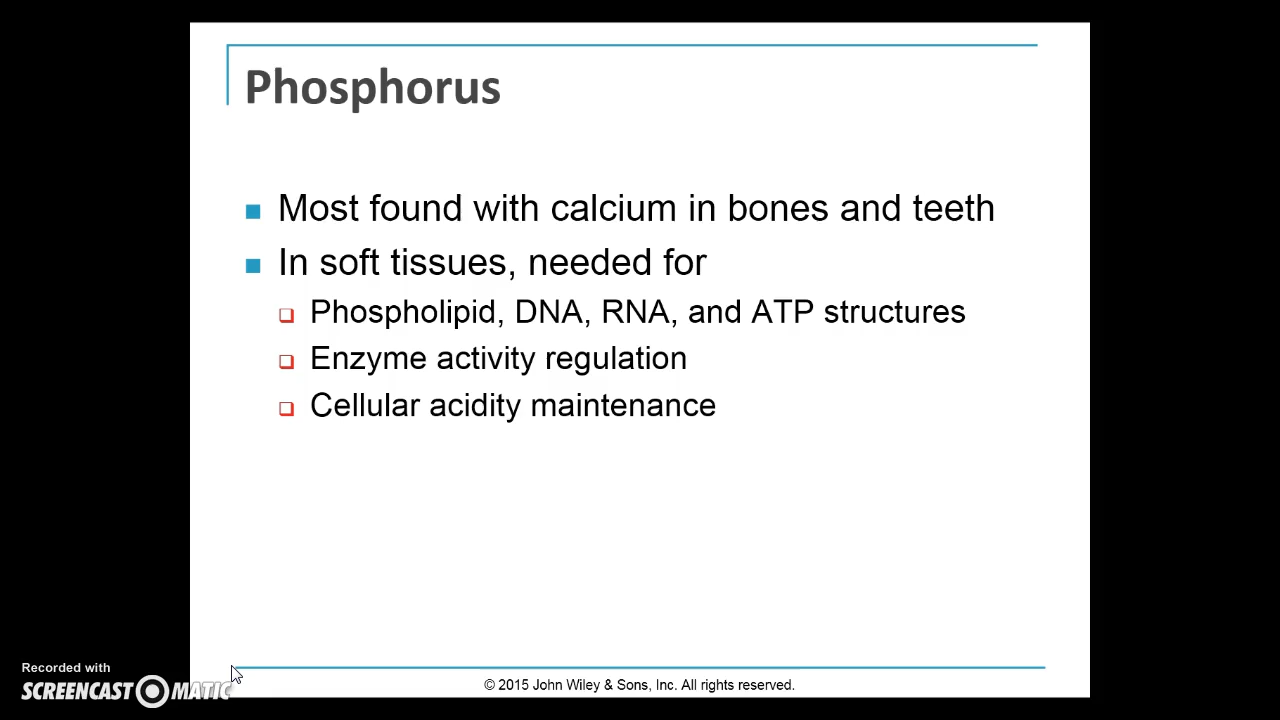 Phosphorus
Most found with calcium in bones and teeth
In soft tissues, needed for
Phospholipid, DNA, RNA, and ATP structures
Enzyme activity regulation
Cellular acidity maintenance
© 2015 John Wiley & Sons, Inc. All rights reserved.
Recorded with
SCREENCAST MATIC